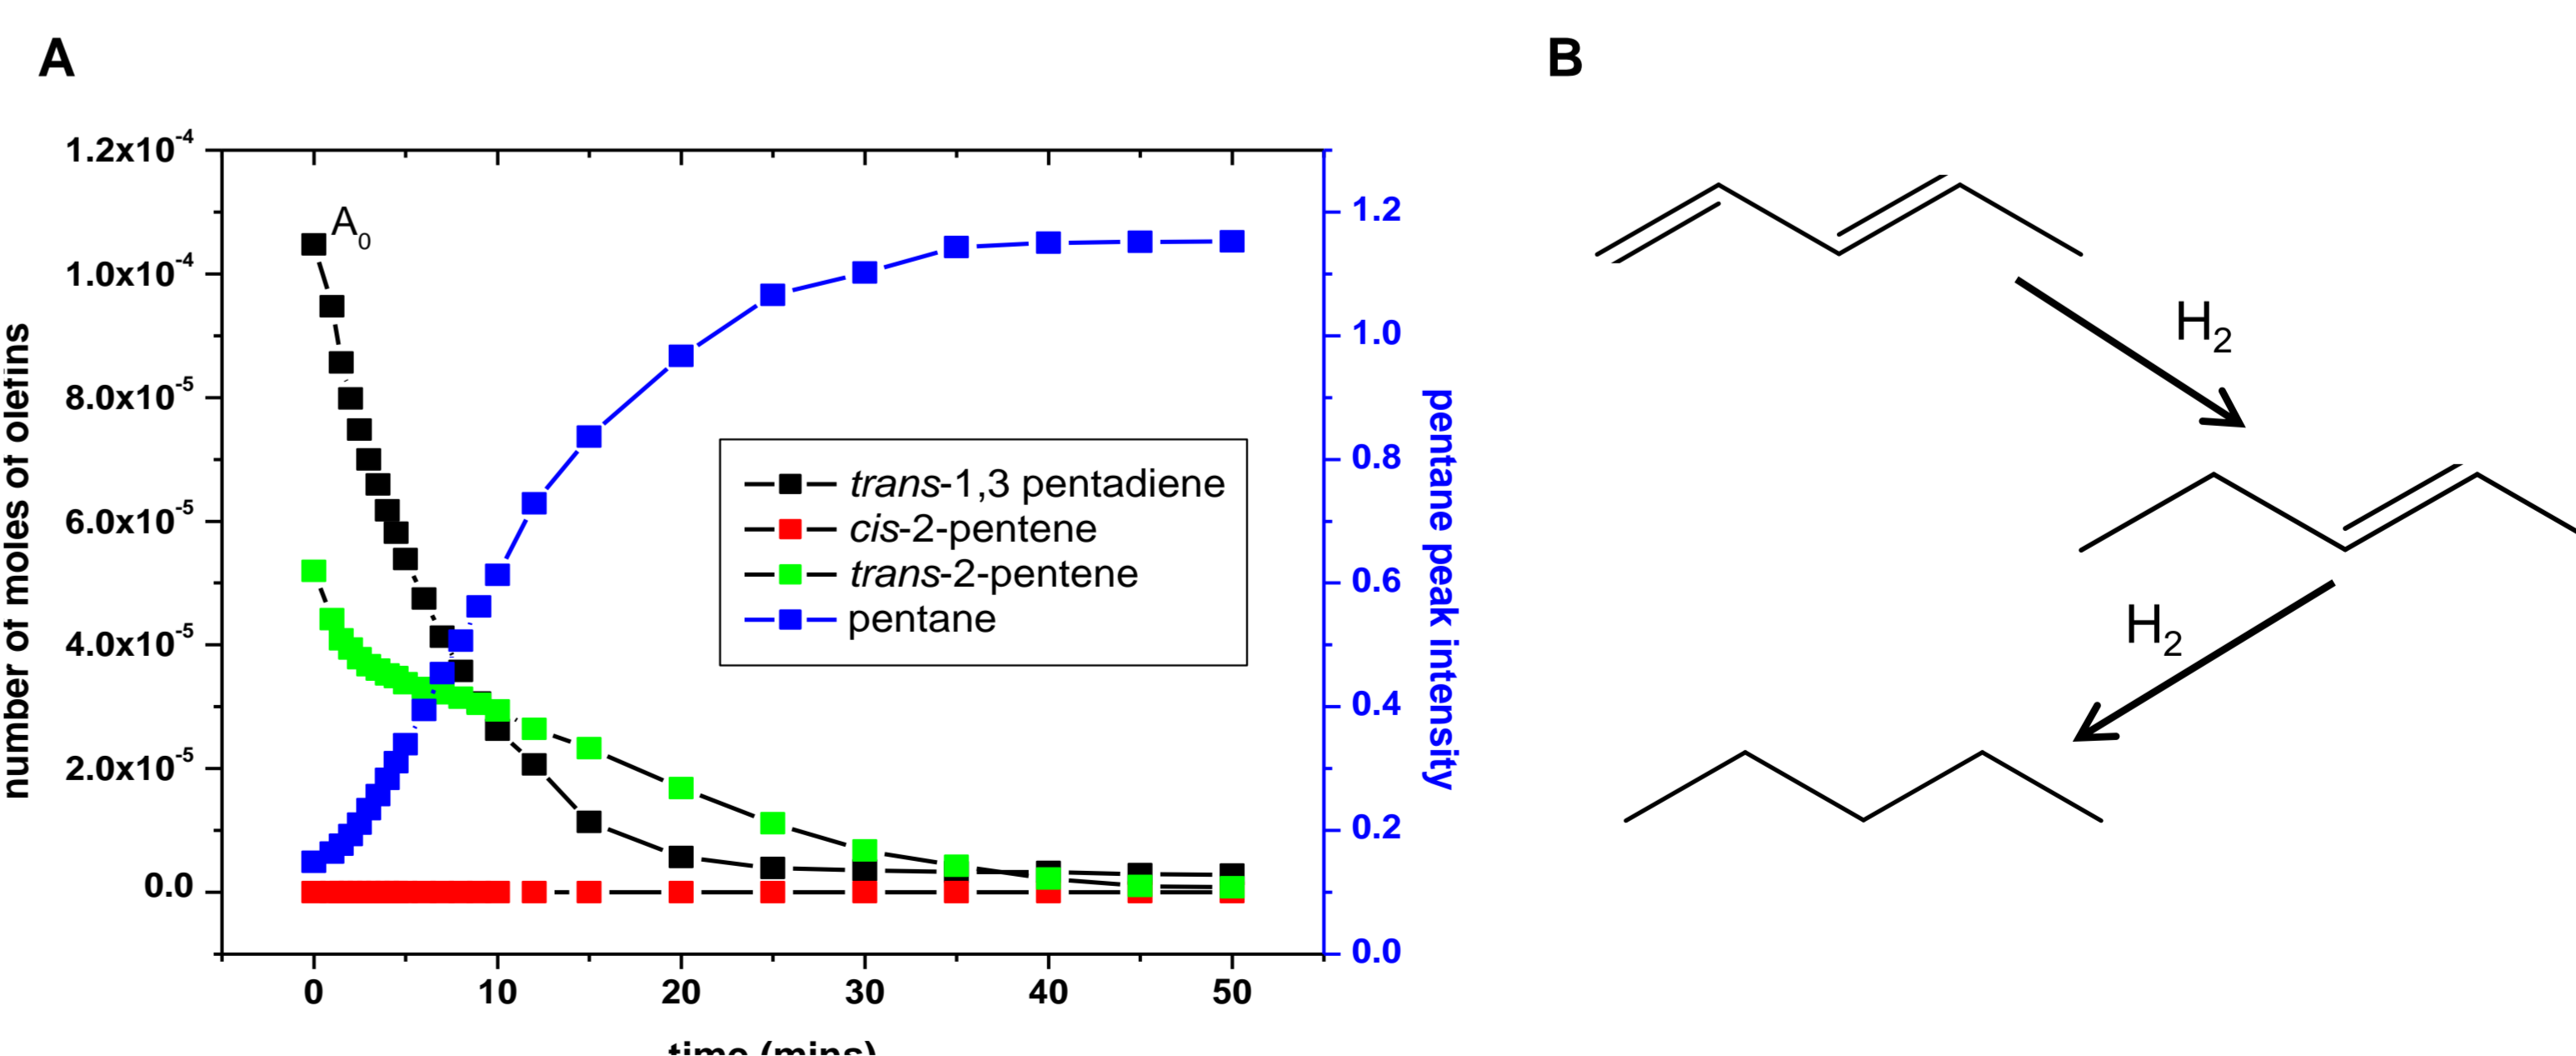 A
B
1.2x10⁻⁴
1.0x10⁻⁴
8.0x10⁻⁵
6.0x10⁻⁵
4.0x10⁻⁵
2.0x10⁻⁵
0.0
number of moles of olefins
A₀
trans-1,3 pentadiene
cis-2-pentene
trans-2-pentene
pentane
1.2
1.0
0.8
0.6
0.4
0.2
0.0
pentane peak intensity
0 10 20 30 40 50
time (mins)
H₂
H₂